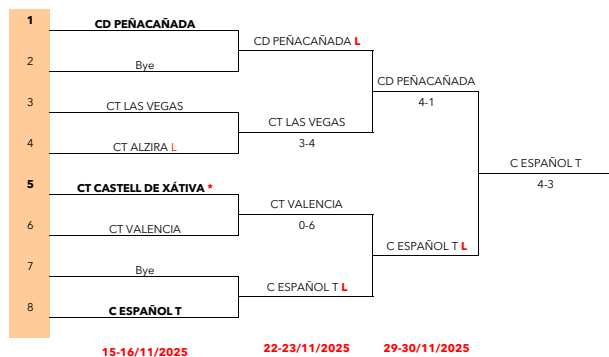 1 CD PEÑACAÑADA
CD PEÑACAÑADA L
2 Bye
CD PEÑACAÑADA
4-1
3 CT LAS VEGAS
CT LAS VEGAS
3-4
4 CT ALZIRA L
C ESPAÑOL T
4-3
5 CT CASTELL DE XÁTIVA *
CT VALENCIA
0-6
6 CT VALENCIA
C ESPAÑOL T L
7 Bye
C ESPAÑOL T L
8 C ESPAÑOL T
15-16/11/2025 22-23/11/2025 29-30/11/2025